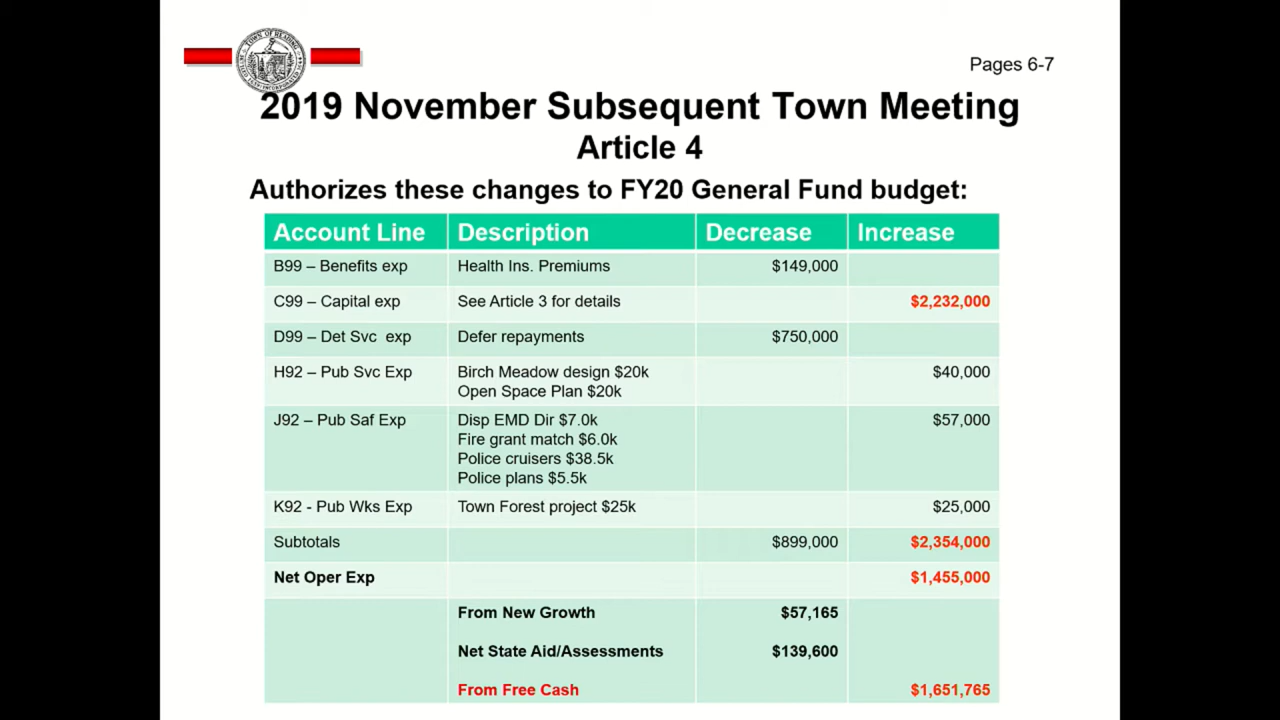 TOWN OF READING
Pages 6-7
2019 November Subsequent Town Meeting
Article 4
Authorizes these changes to FY20 General Fund budget:
Account Line Description Decrease Increase
B99 – Benefits exp Health Ins. Premiums $149,000
C99 – Capital exp See Article 3 for details $2,232,000
D99 – Det Svc exp Defer repayments $750,000
H92 – Pub Svc Exp Birch Meadow design $20k $40,000
Open Space Plan $20k
J92 – Pub Saf Exp Disp EMD Dir $7.0k $57,000
Fire grant match $6.0k
Police cruisers $38.5k
Police plans $5.5k
K92 - Pub Wks Exp Town Forest project $25k $25,000
Subtotals $899,000 $2,354,000
Net Oper Exp $1,455,000
From New Growth $57,165
Net State Aid/Assessments $139,600
From Free Cash $1,651,765